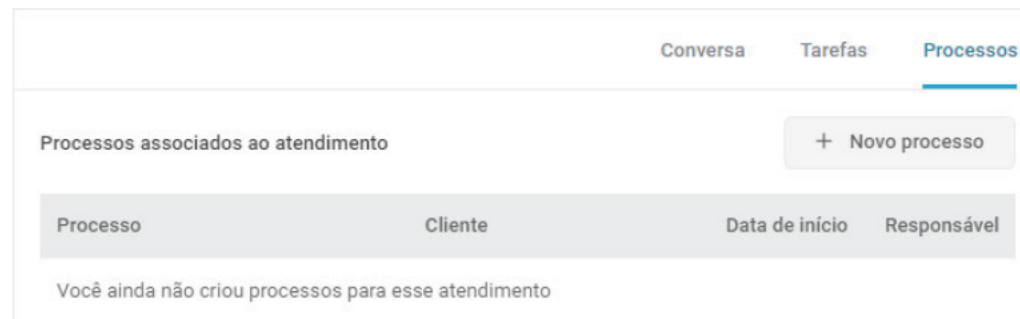 Conversa Tarefas Processos
Processos associados ao atendimento + Novo processo
Processo Cliente Data de início Responsável
Você ainda não criou processos para esse atendimento